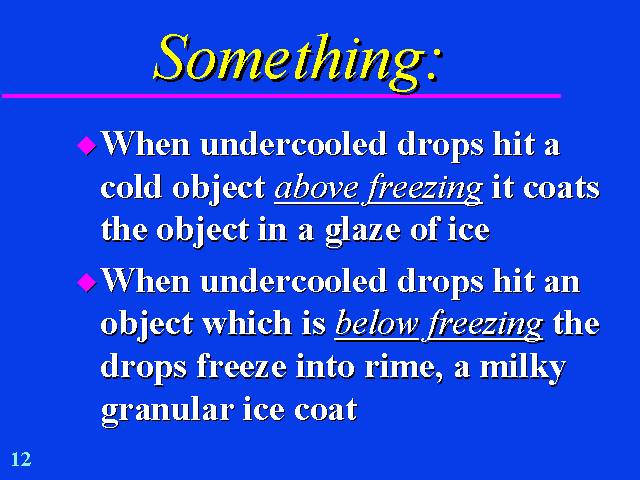 Something:
When undercooled drops hit a
cold object above freezing it coats
the object in a glaze of ice
When undercooled drops hit an
object which is below freezing the
drops freeze into rime, a milky
granular ice coat
12